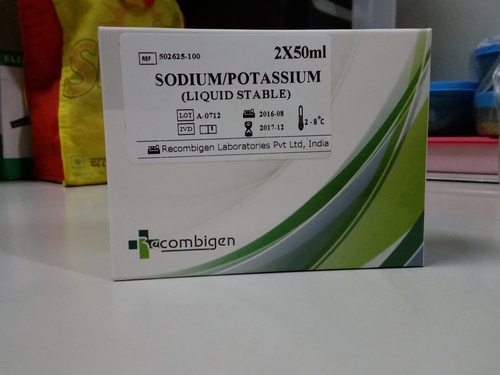 REF 502625-100 2X50ml
SODIUM/POTASSIUM
(LIQUID STABLE)
LOT A-0712 2016-08
IVD 2017-12 2-8°C
Recombigen Laboratories Pvt Ltd, India
Recombigen